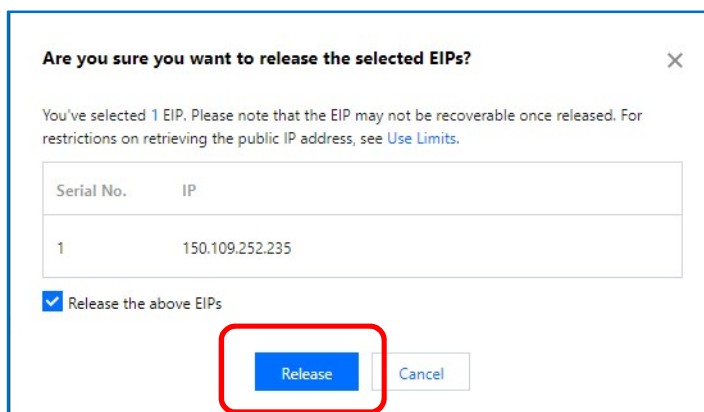 Are you sure you want to release the selected EIPs?
You've selected 1 EIP. Please note that the EIP may not be recoverable once released. For
restrictions on retrieving the public IP address, see Use Limits.
Serial No. IP
1 150.109.252.235
Release the above EIPs
Release Cancel